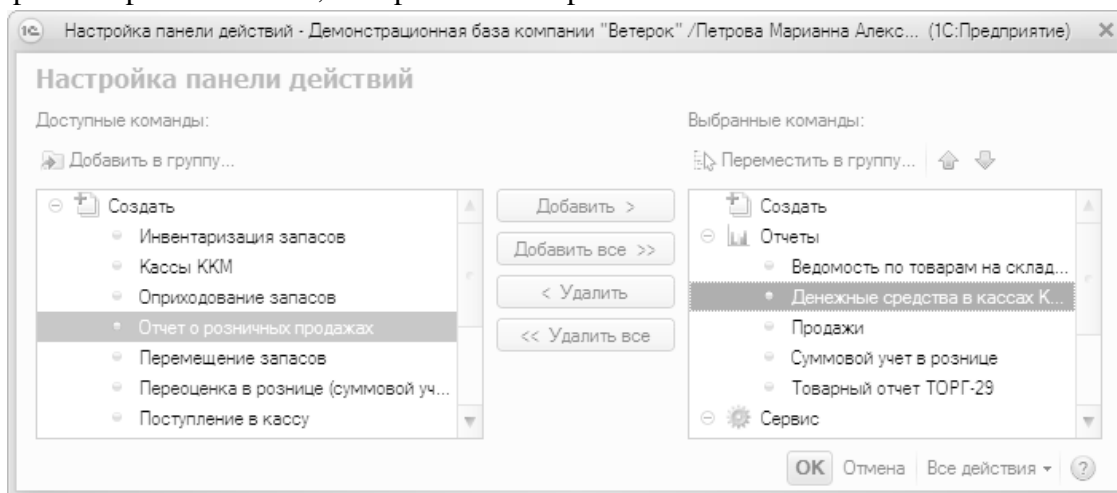 Настройка панели действий - Демонстрационная база компании "Ветерок" /Петрова Марианна Алекс... (1С:Предприятие)
Настройка панели действий
Доступные команды:
Выбранные команды:
Добавить в группу...
Переместить в группу...
Создать
Инвентаризация запасов
Кассы ККМ
Оприходование запасов
Отчет о розничных продажах
Перемещение запасов
Переоценка в рознице (суммовой уч...
Поступление в кассу
Добавить >
Добавить все >>
< Удалить
<< Удалить все
Создать
Отчеты
Ведомость по товарам на склад...
Денежные средства в кассах К...
Продажи
Суммовой учет в рознице
Товарный отчет ТОРГ-29
Сервис
ОК Отмена Все действия ?